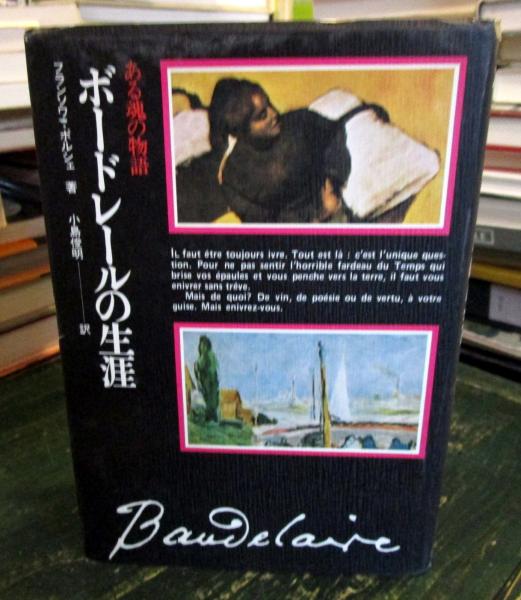 ある魂の物語
ボードレールの生涯
フランソワ・ポルシェ 著
小島俊明──訳
IL faut être toujours ivre. Tout est là : c'est l'unique ques-
tion. Pour ne pas sentir l'horrible fardeau du Temps qui
brise vos épaules et vous penche vers la terre, il faut vous
enivrer sans trêve.
Mais de quoi? De vin, de poésie ou de vertu, à votre
guise. Mais enivrez-vous.
Baudelaire